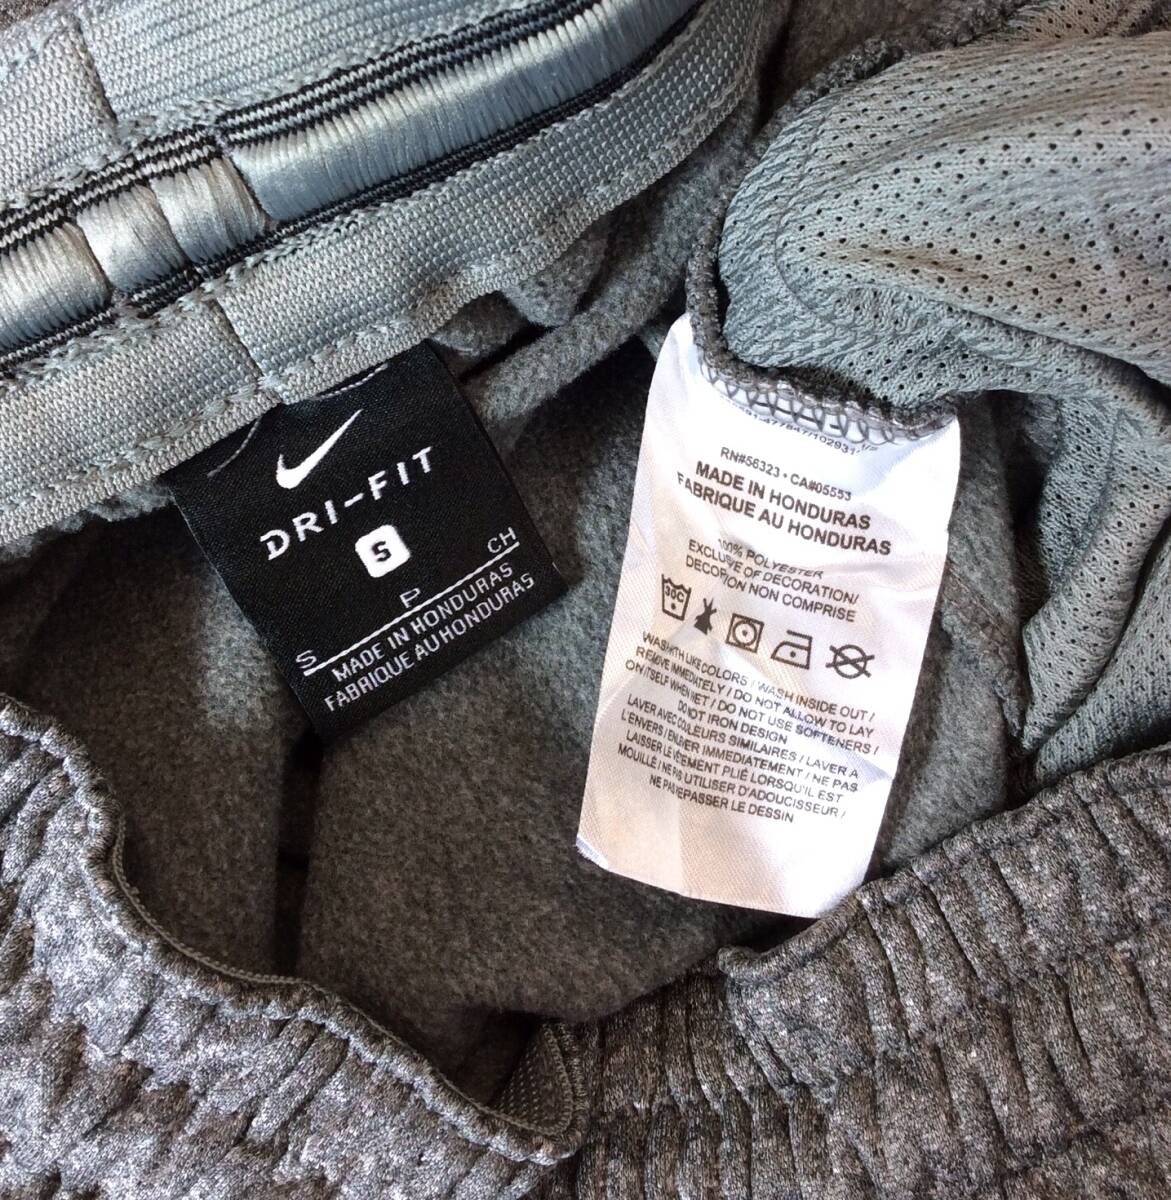 DRI-FIT
S
S P CH
MADE IN HONDURAS
FABRIQUE AU HONDURAS
RN#56323 • CA#05553
MADE IN HONDURAS
FABRIQUE AU HONDURAS
100% POLYESTER
EXCLUSIVE OF DECORATION/
DECORATION NON COMPRISE
30C
WASH WITH LIKE COLORS / WASH INSIDE OUT /
REMOVE IMMEDIATELY / DO NOT ALLOW TO LAY
ON ITSELF WHEN WET / DO NOT USE SOFTENERS /
DO NOT IRON DESIGN
LAVER AVEC COULEURS SIMILAIRES / LAVER A
L'ENVERS / ENLEVER IMMEDIATEMENT / NE PAS
LAISSER LE VÊTEMENT PLIÉ LORSQU'IL EST
MOUILLÉ / NE PAS UTILISER D'ADOUCISSEUR /
NE PAS REPASSER LE DESSIN